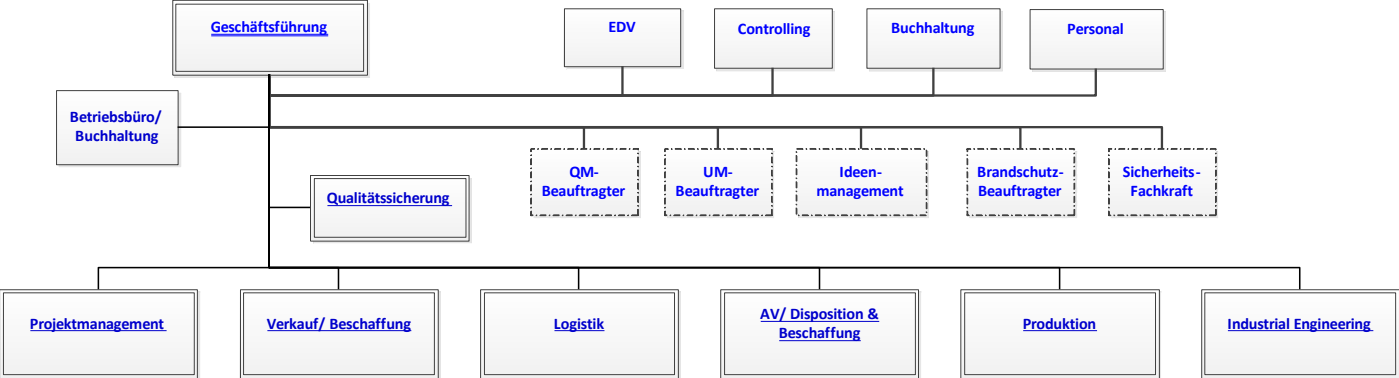 Geschäftsführung
EDV
Controlling
Buchhaltung
Personal
Betriebsbüro/
Buchhaltung
QM-
Beauftragter
UM-
Beauftragter
Ideen-
management
Brandschutz-
Beauftragter
Sicherheits-
Fachkraft
Qualitätssicherung
Projektmanagement
Verkauf/ Beschaffung
Logistik
AV/ Disposition &
Beschaffung
Produktion
Industrial Engineering